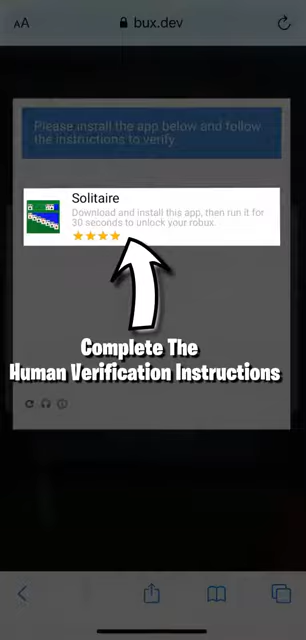 AA
bux.dev
Please install the app below and follow
the instructions to verify.
Solitaire
Download and install this app, then run it for
30 seconds to unlock your robux.
Complete The
Human Verification Instructions